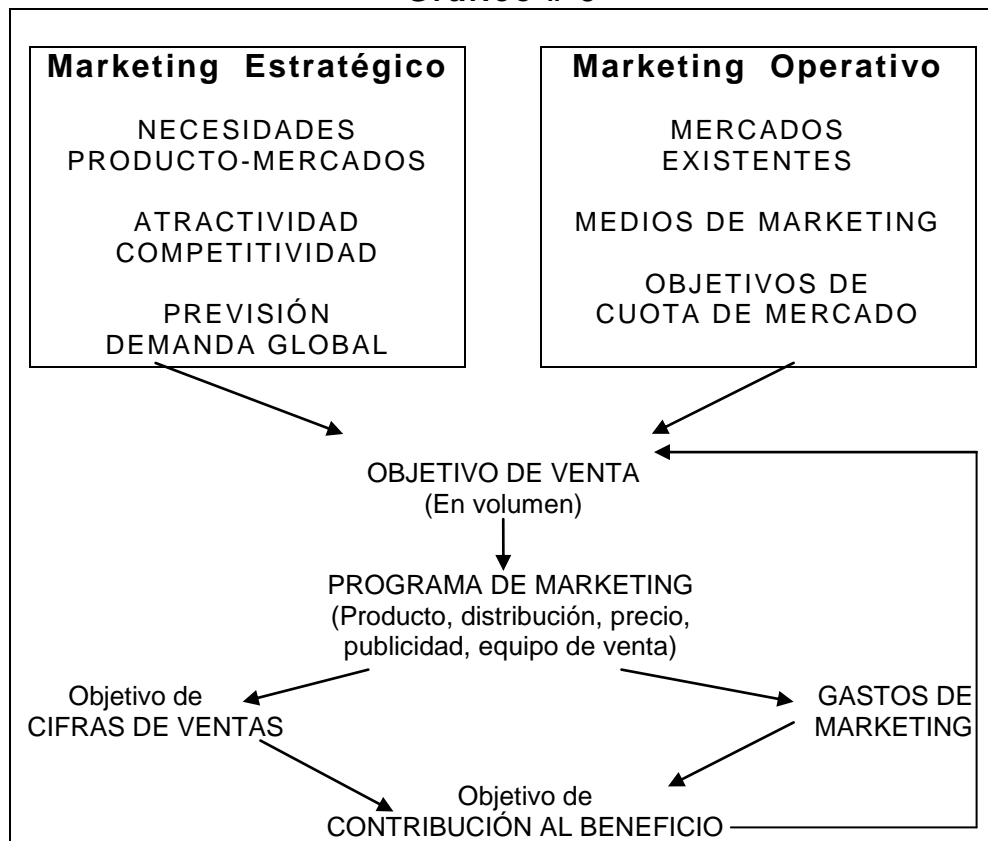 Marketing Estratégico
NECESIDADES
PRODUCTO-MERCADOS
ATRACTIVIDAD
COMPETITIVIDAD
PREVISIÓN
DEMANDA GLOBAL
Marketing Operativo
MERCADOS
EXISTENTES
MEDIOS DE MARKETING
OBJETIVOS DE
CUOTA DE MERCADO
OBJETIVO DE VENTA
(En volumen)
PROGRAMA DE MARKETING
(Producto, distribución, precio,
publicidad, equipo de venta)
Objetivo de
CIFRAS DE VENTAS
GASTOS DE
MARKETING
Objetivo de
CONTRIBUCIÓN AL BENEFICIO